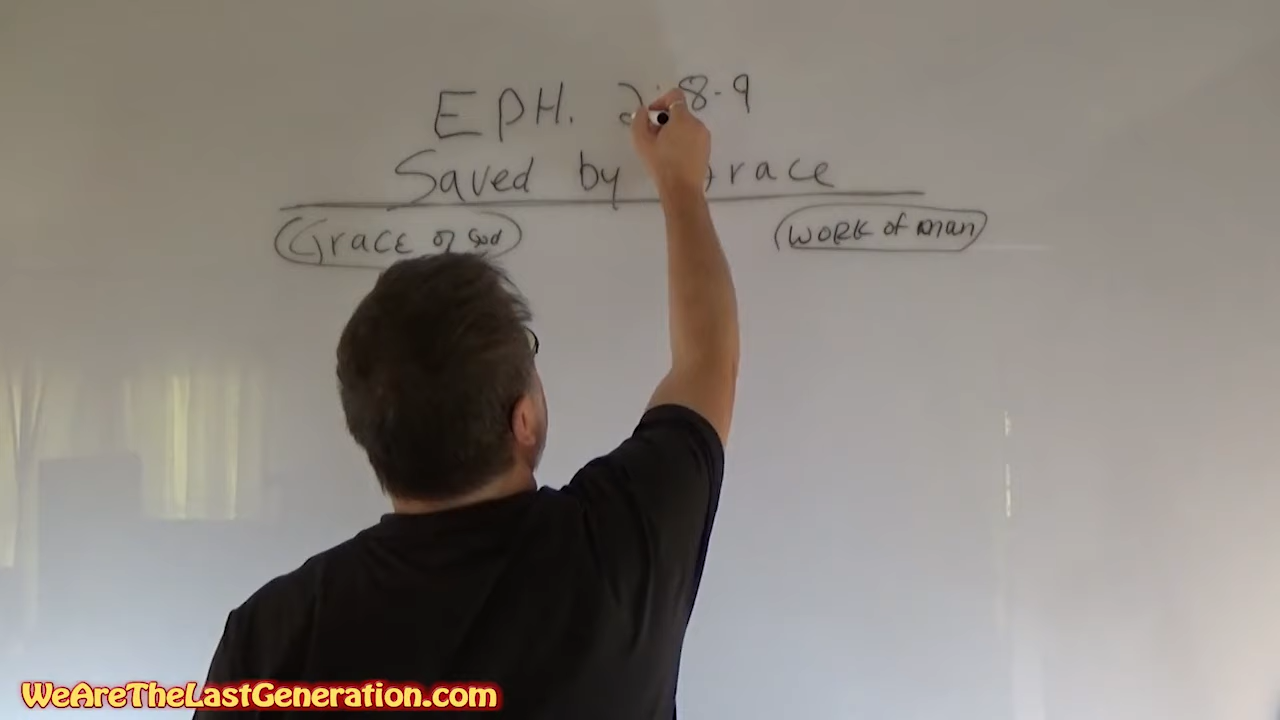 EPH. 2:8-9
Saved by Grace
Grace of God
WORK of man
WeAreTheLastGeneration.com